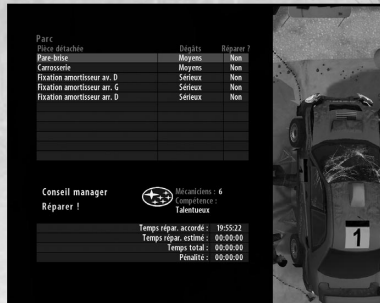 Parc
Pièce détachée Dégâts Réparer ?
Pare-brise Moyens Non
Carrosserie Moyens Non
Fixation amortisseur av. D Sérieux Non
Fixation amortisseur arr. G Sérieux Non
Fixation amortisseur arr. D Sérieux Non
Conseil manager
Réparer !
Mécaniciens : 6
Compétence :
Talentueux
Temps répar. accordé : 19:55:22
Temps répar. estimé : 00:00:00
Temps total : 00:00:00
Pénalité : 00:00:00
1